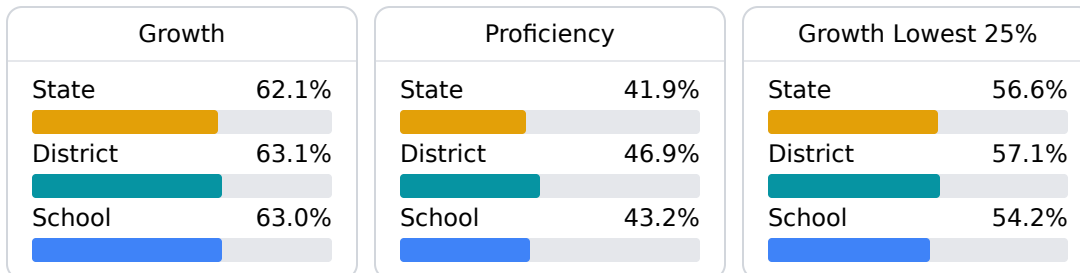 Growth
State 62.1%
District 63.1%
School 63.0%
Proficiency
State 41.9%
District 46.9%
School 43.2%
Growth Lowest 25%
State 56.6%
District 57.1%
School 54.2%